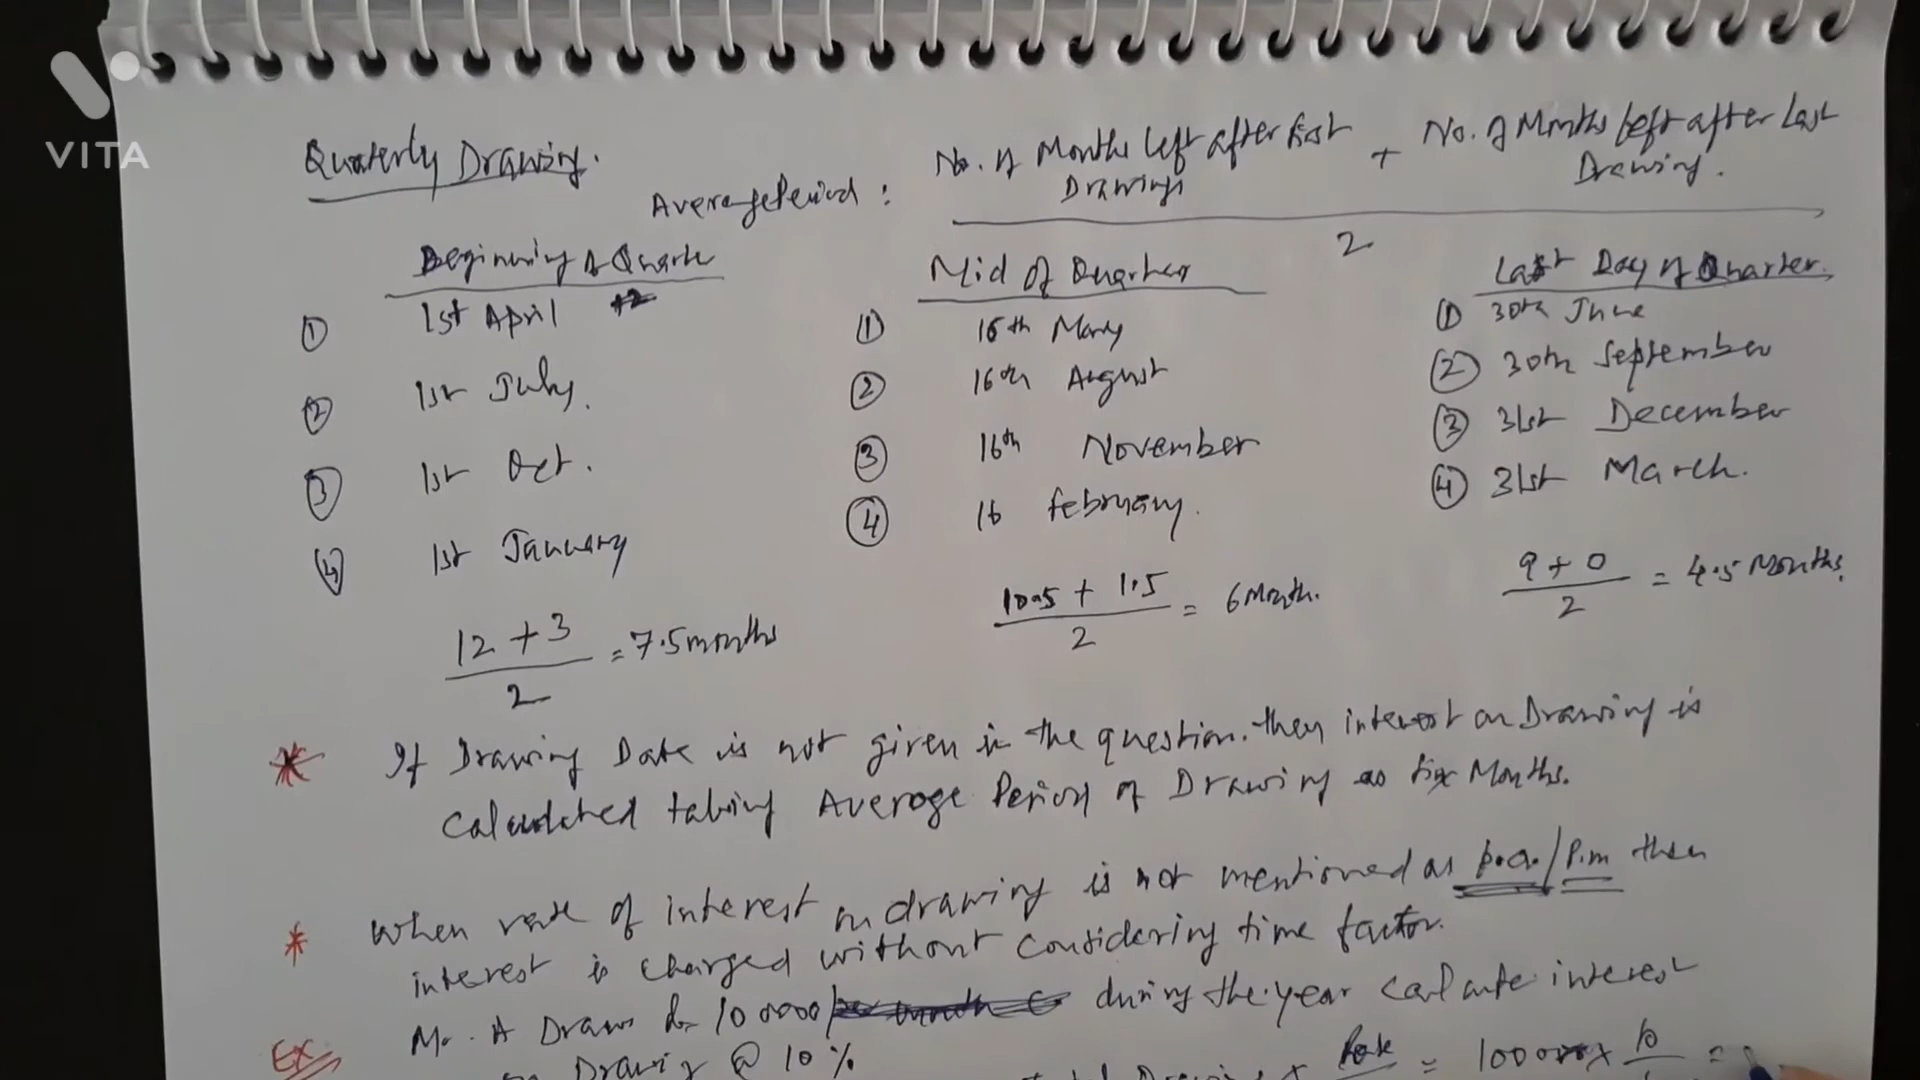 VITA
Quaterly Drawing.
Average Period : No. of Months left after first Drawings + No. of Months left after Last Drawing.
2
Beginning of Quarte
① 1st April
② 1st July.
③ 1st Oct.
④ 1st January
12 + 3 = 7.5 months
2
Mid of Quarter
① 16th May
② 16th August
③ 16th November
④ 16 february.
10.5 + 1.5 = 6 Month.
2
Last Day of Quarter.
① 30th June
② 30th September
③ 31st December
④ 31st March.
9 + 0 = 4.5 Months.
2
* If Drawing Date is not given in the question. then interest on Drawing is
calculated taking Average Period of Drawing as six Months.
* When rate of interest on drawing is not mentioned as p.a./P.m then
interest is charged without considering time factor.
Ex. Mr. A Draws Rs 100000/ during the year Calculate interest
on Drawing @ 10 %
Rate = 100000 x 10 =